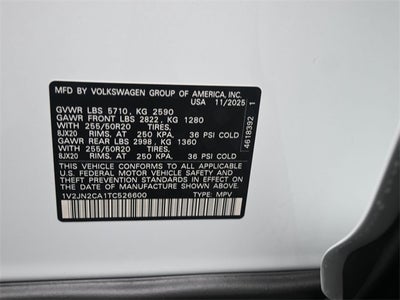 MFD BY VOLKSWAGEN GROUP OF AMERICA, INC.
USA 11/2025
GVWR LBS 5710, KG 2590
GAWR FRONT LBS 2822, KG 1280
WITH 255/50R20 TIRES,
8JX20 RIMS, AT 250 KPA. 36 PSI COLD
GAWR REAR LBS 2998, KG 1360
WITH 255/50R20 TIRES,
8JX20 RIMS, AT 250 KPA. 36 PSI COLD
THIS VEHICLE CONFORMS TO ALL APPLICABLE
U.S. FEDERAL MOTOR VEHICLE SAFETY AND
THEFT PREVENTION STANDARDS IN EFFECT ON
THE DATE OF MANUFACTURE SHOWN ABOVE.
1V2JN2CA1TC526600 TYPE: MPV
4618392 1